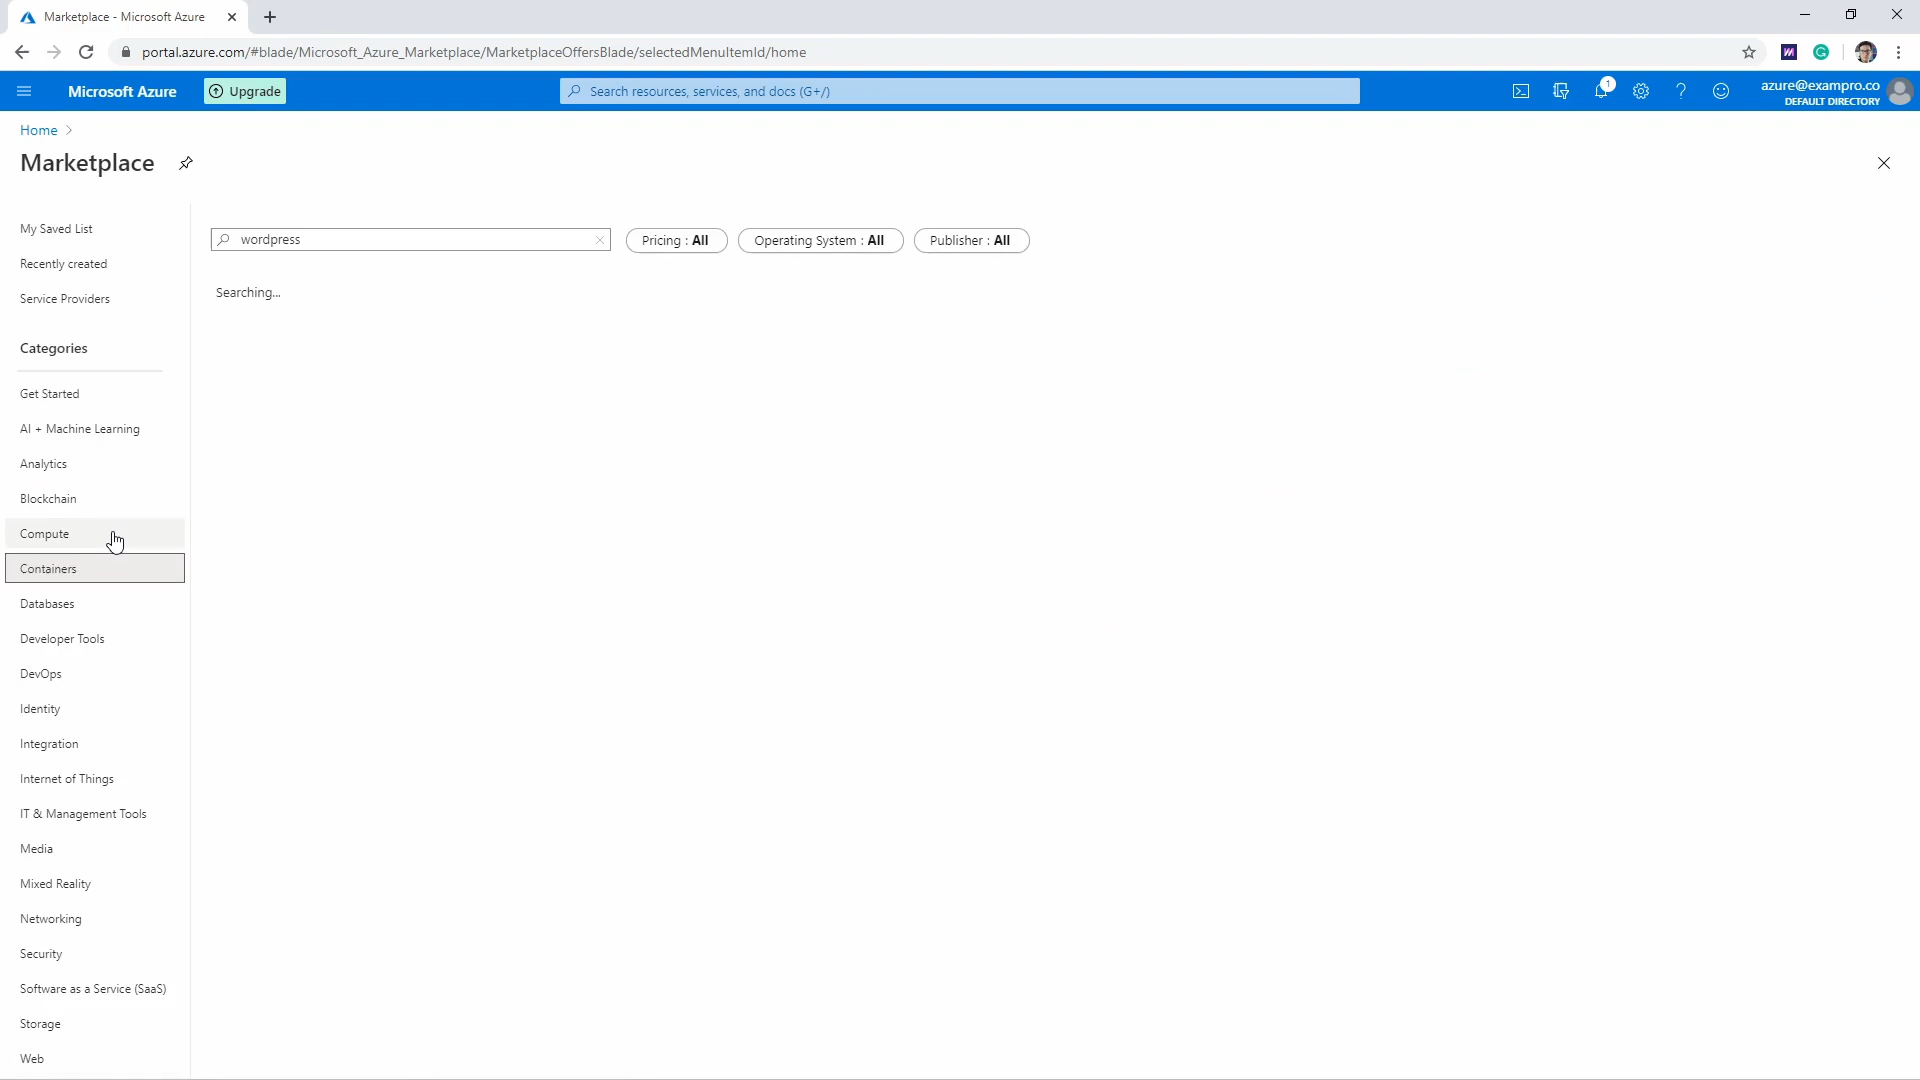 Marketplace - Microsoft Azure
portal.azure.com/#blade/Microsoft_Azure_Marketplace/MarketplaceOffersBlade/selectedMenuItemId/home
Microsoft Azure
Upgrade
Search resources, services, and docs (G+/)
1
azure@exampro.co
DEFAULT DIRECTORY
Home
Marketplace
My Saved List
Recently created
Service Providers
Categories
Get Started
AI + Machine Learning
Analytics
Blockchain
Compute
Containers
Databases
Developer Tools
DevOps
Identity
Integration
Internet of Things
IT & Management Tools
Media
Mixed Reality
Networking
Security
Software as a Service (SaaS)
Storage
Web
wordpress
Pricing : All
Operating System : All
Publisher : All
Searching...